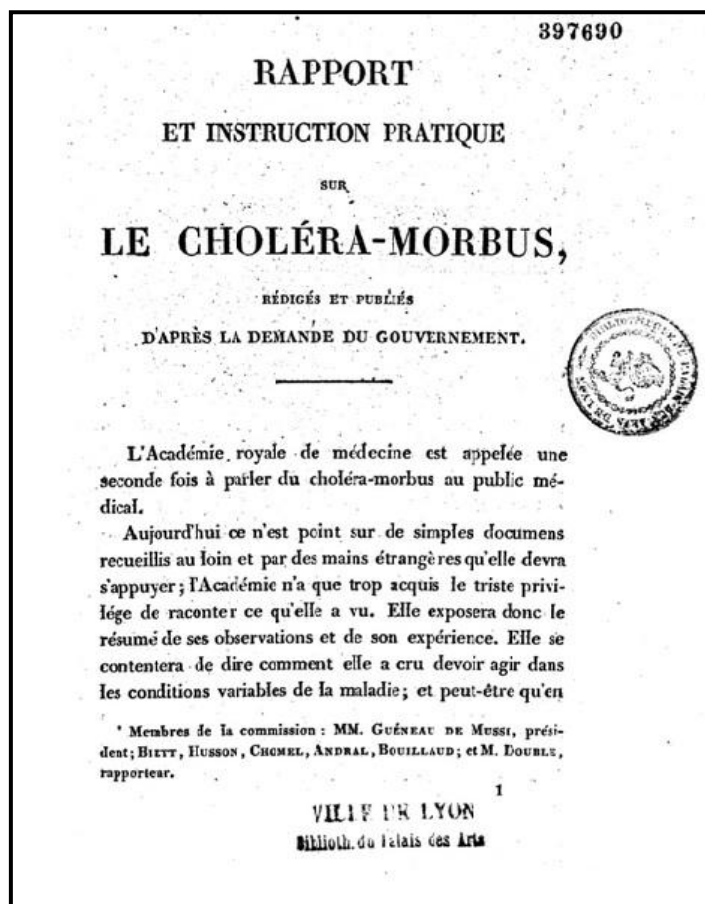 397690
RAPPORT
ET INSTRUCTION PRATIQUE
SUR
LE CHOLÉRA-MORBUS,
RÉDIGÉS ET PUBLIÉS
D'APRÈS LA DEMANDE DU GOUVERNEMENT.
L'Académie royale de médecine est appelée une
seconde fois à parler du choléra-morbus au public mé-
dical.
Aujourd'hui ce n'est point sur de simples documens
recueillis au loin et par des mains étrangères qu'elle devra
s'appuyer; l'Académie n'a que trop acquis le triste privi-
lége de raconter ce qu'elle a vu. Elle exposera donc le
résumé de ses observations et de son expérience. Elle se
contentera de dire comment elle a cru devoir agir dans
les conditions variables de la maladie; et peut-être qu'en
* Membres de la commission : MM. GUÉNEAU DE MUSSI, prési-
dent; BIETT, HUSSON, CHOMEL, ANDRAL, BOUILLAUD; et M. DOUBLE,
rapporteur.
1
VILLE DE LYON
Biblioth. du Palais des Arts